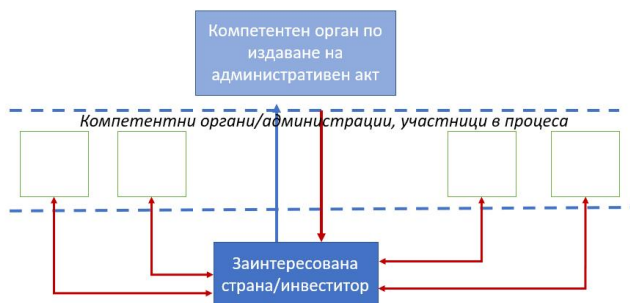 Компетентен орган по
издаване на
административен акт
Компетентни органи/администрации, участници в процеса
Заинтересована
страна/инвеститор